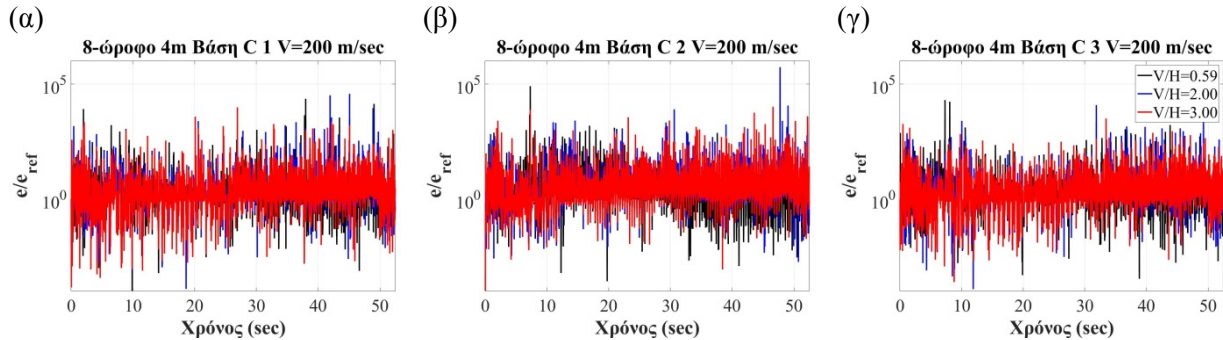 (α)
8-ώροφο 4m Βάση C 1 V=200 m/sec
e/e_ref
10^5
10^0
0 10 20 30 40 50
Χρόνος (sec)
(β)
8-ώροφο 4m Βάση C 2 V=200 m/sec
e/e_ref
10^5
10^0
0 10 20 30 40 50
Χρόνος (sec)
(γ)
8-ώροφο 4m Βάση C 3 V=200 m/sec
V/H=0.59
V/H=2.00
V/H=3.00
e/e_ref
10^5
10^0
0 10 20 30 40 50
Χρόνος (sec)